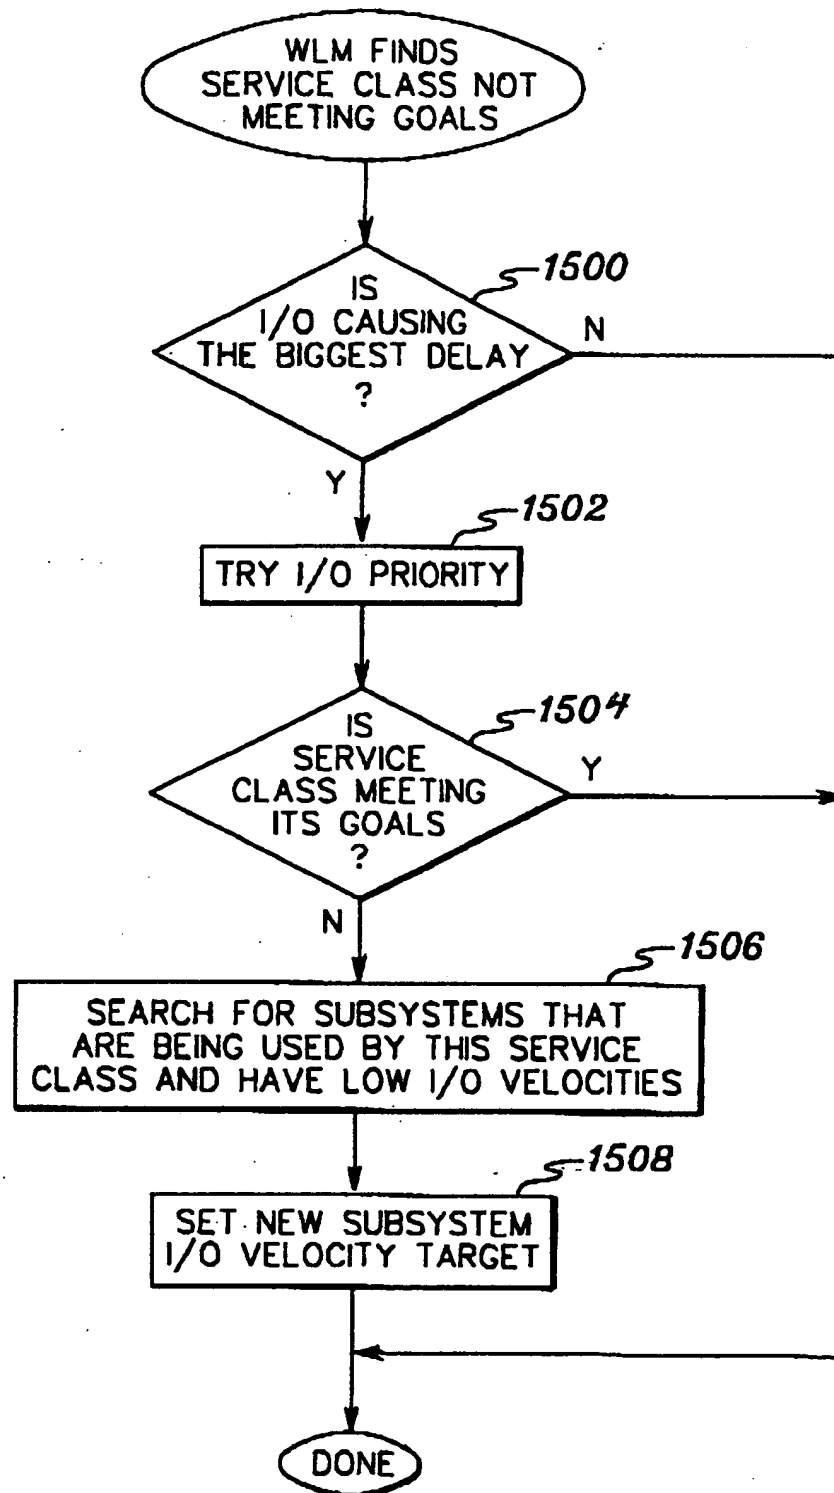 WLM FINDS
SERVICE CLASS NOT
MEETING GOALS
1500
IS
I/O CAUSING
THE BIGGEST DELAY
?
N
Y
1502
TRY I/O PRIORITY
1504
IS
SERVICE
CLASS MEETING
ITS GOALS
?
Y
N
1506
SEARCH FOR SUBSYSTEMS THAT
ARE BEING USED BY THIS SERVICE
CLASS AND HAVE LOW I/O VELOCITIES
1508
SET NEW SUBSYSTEM
I/O VELOCITY TARGET
DONE